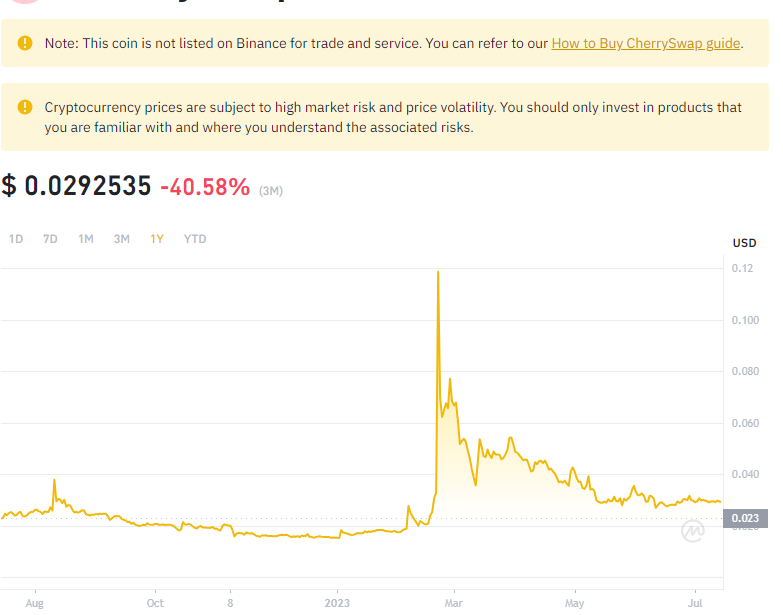 Note: This coin is not listed on Binance for trade and service. You can refer to our How to Buy CherrySwap guide.
Cryptocurrency prices are subject to high market risk and price volatility. You should only invest in products that
you are familiar with and where you understand the associated risks.
$ 0.0292535 -40.58% (3M)
1D 7D 1M 3M 1Y YTD
USD
0.12
0.100
0.080
0.060
0.040
0.023
Aug Oct 8 2023 Mar May Jul